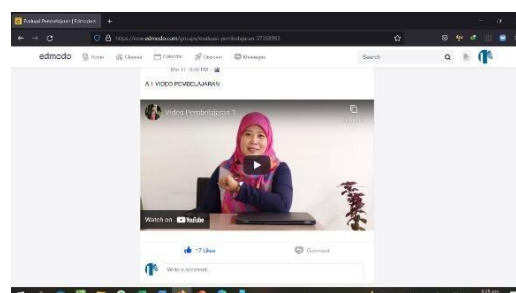 Evaluasi Pembelajaran | Edmodo
edmodo Home Classes Calendar Discover Messages Search
A.1 VIDEO PEMBELAJARAN
Video Pembelajaran 1
Watch on YouTube
17 Likes Comment
Write a comment...